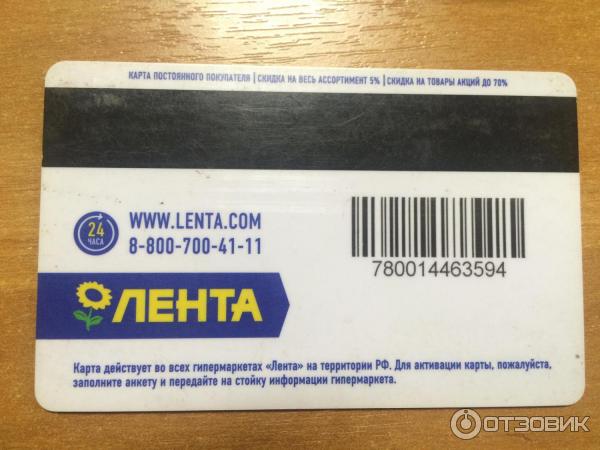 КАРТА ПОСТОЯННОГО ПОКУПАТЕЛЯ | СКИДКА НА ВЕСЬ АССОРТИМЕНТ 5% | СКИДКА НА ТОВАРЫ АКЦИЙ ДО 70%
24
ЧАСА
WWW.LENTA.COM
8-800-700-41-11
780014463594
ЛЕНТА
Карта действует во всех гипермаркетах «Лента» на территории РФ. Для активации карты, пожалуйста,
заполните анкету и передайте на стойку информации гипермаркета.
ОТЗОВИК